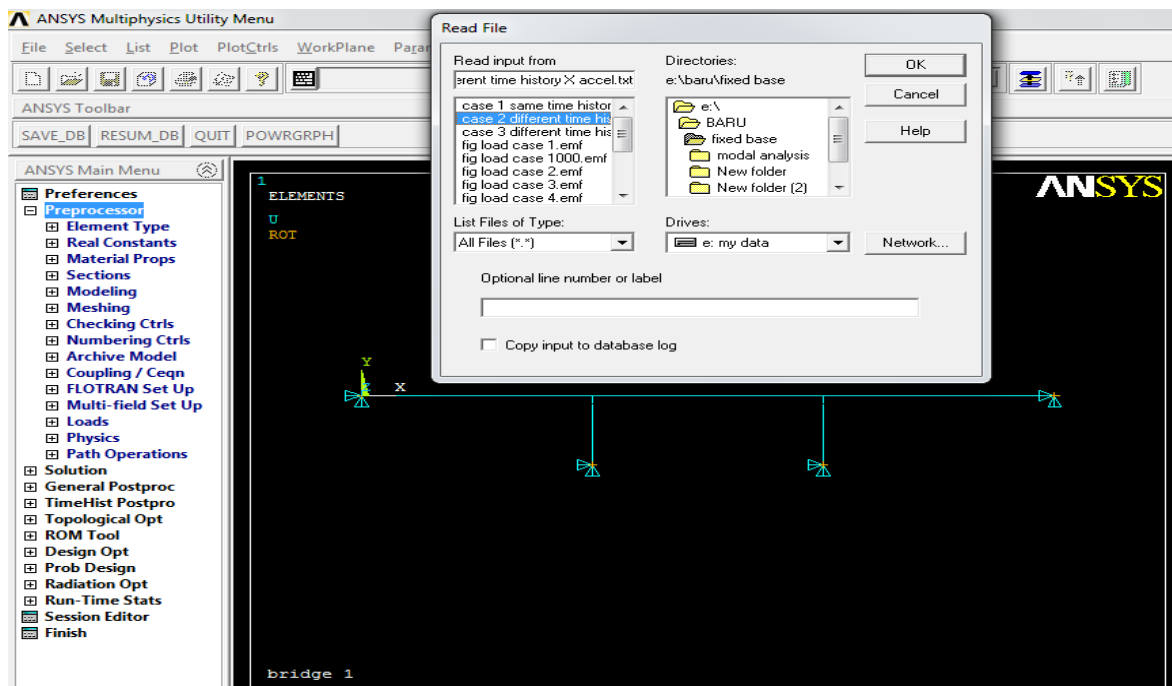 ANSYS Multiphysics Utility Menu
File Select List Plot PlotCtrls WorkPlane Para
ANSYS Toolbar
SAVE_DB RESUM_DB QUIT POWRGRPH
ANSYS Main Menu
Preferences
Preprocessor
Element Type
Real Constants
Material Props
Sections
Modeling
Meshing
Checking Ctrls
Numbering Ctrls
Archive Model
Coupling / Ceqn
FLOTRAN Set Up
Multi-field Set Up
Loads
Physics
Path Operations
Solution
General Postproc
TimeHist Postpro
Topological Opt
ROM Tool
Design Opt
Prob Design
Radiation Opt
Run-Time Stats
Session Editor
Finish
Read File
Read input from
erent time history X accel.txt
case 1 same time histor
case 2 different time his
case 3 different time his
fig load case 1.emf
fig load case 1000.emf
fig load case 2.emf
fig load case 3.emf
fig load case 4.emf
List Files of Type:
All Files (*.*)
Directories:
e:\baru\fixed base
e:\
BARU
fixed base
modal analysis
New folder
New folder (2)
Drives:
e: my data
OK
Cancel
Help
Network...
Optional line number or label
Copy input to database log
1
ELEMENTS
U
ROT
ANSYS
Y
X
bridge 1